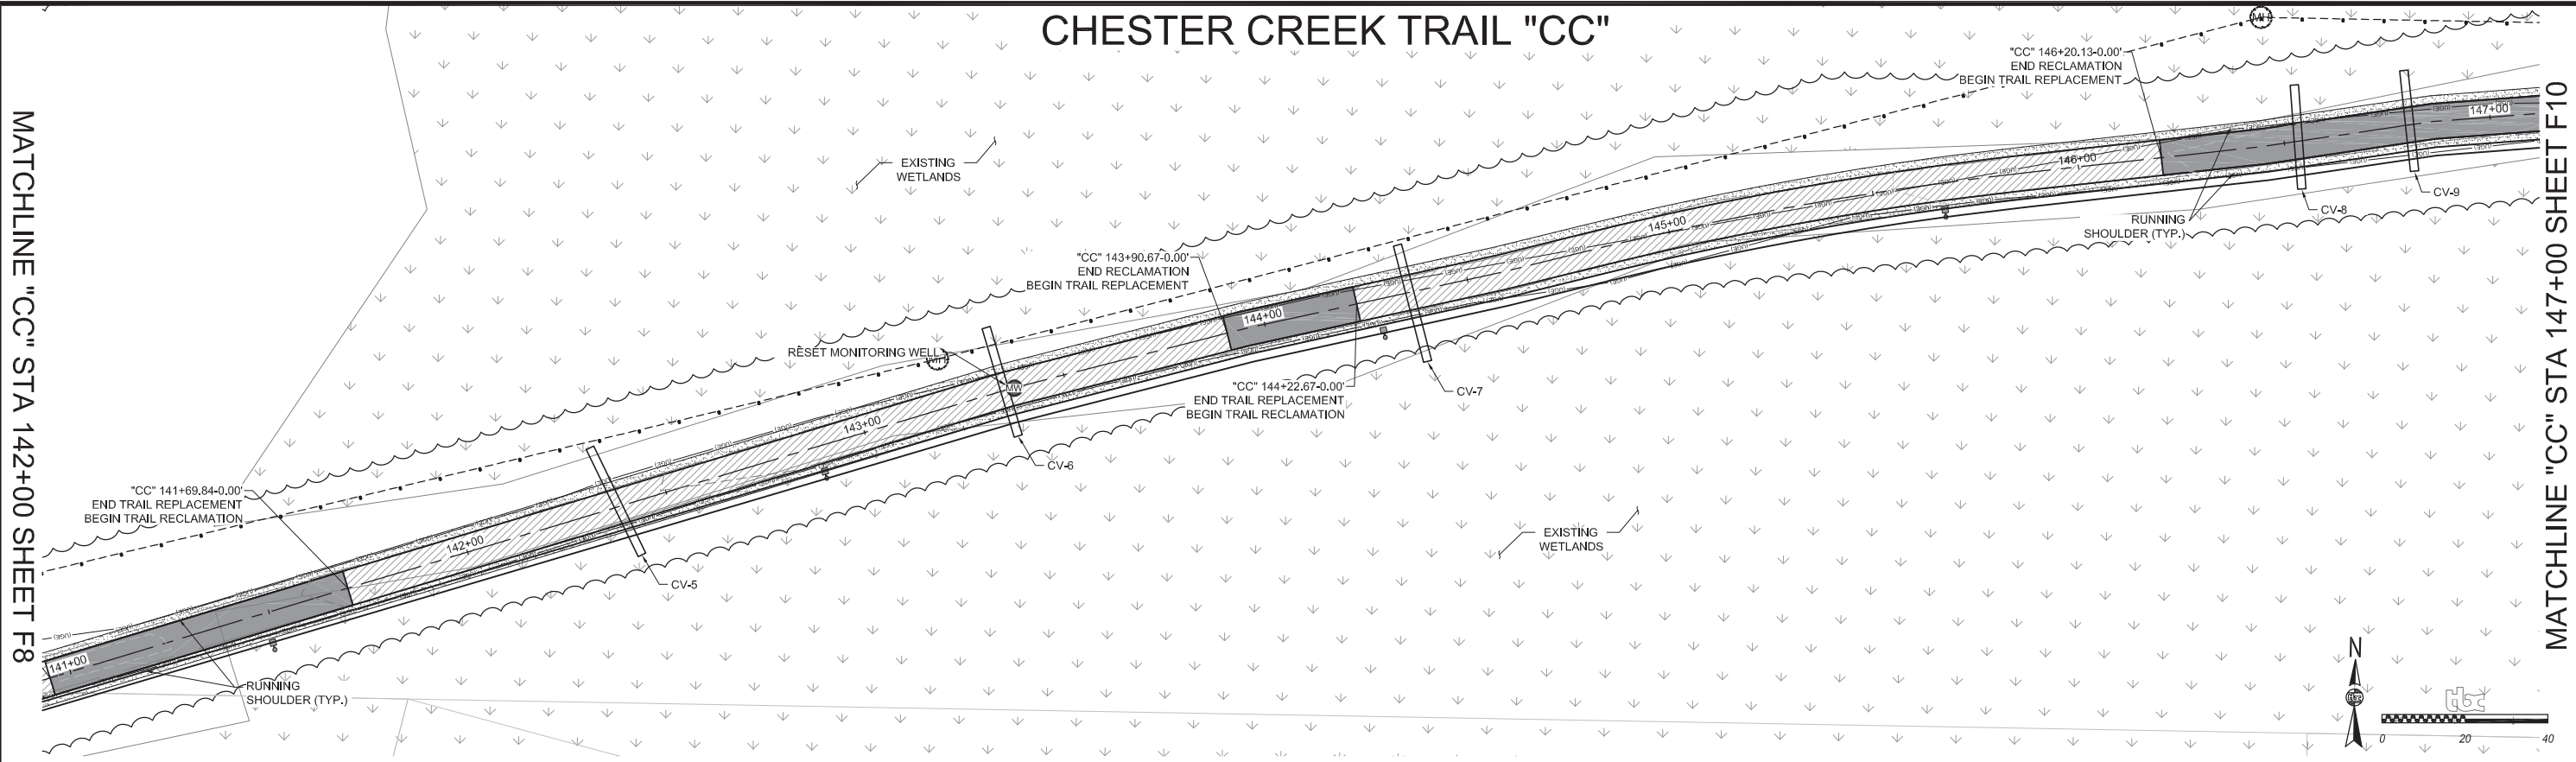 CHESTER CREEK TRAIL "CC"
MATCHLINE "CC" STA 142+00 SHEET F8
MATCHLINE "CC" STA 147+00 SHEET F10
"CC" 146+20.13-0.00'
END RECLAMATION
BEGIN TRAIL REPLACEMENT
MH
147+00
EXISTING
WETLANDS
146+00
CV-9
CV-8
RUNNING
SHOULDER (TYP.)
145+00
"CC" 143+90.67-0.00'
END RECLAMATION
BEGIN TRAIL REPLACEMENT
144+00
RESET MONITORING WELL
MH
MW
"CC" 144+22.67-0.00'
END TRAIL REPLACEMENT
BEGIN TRAIL RECLAMATION
CV-7
143+00
CV-6
"CC" 141+69.84-0.00'
END TRAIL REPLACEMENT
BEGIN TRAIL RECLAMATION
142+00
EXISTING
WETLANDS
CV-5
141+00
RUNNING
SHOULDER (TYP.)
N
0 20 40